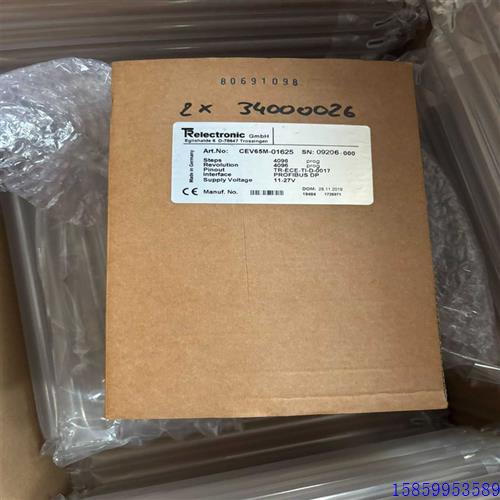 80691098
2 x 34000026
TRelectronic GmbH
Eglishalde 6 D-78647 Trossingen
Made in Germany
Art.No: CEV65M-01625 SN: 09206-000
Steps 4096 prog
Revolution 4096 prog
Pinout TR-ECE-TI-D-0017
Interface PROFIBUS DP
Supply Voltage 11-27V
CE Manuf. No. DOM: 28.11.2019
15859953589